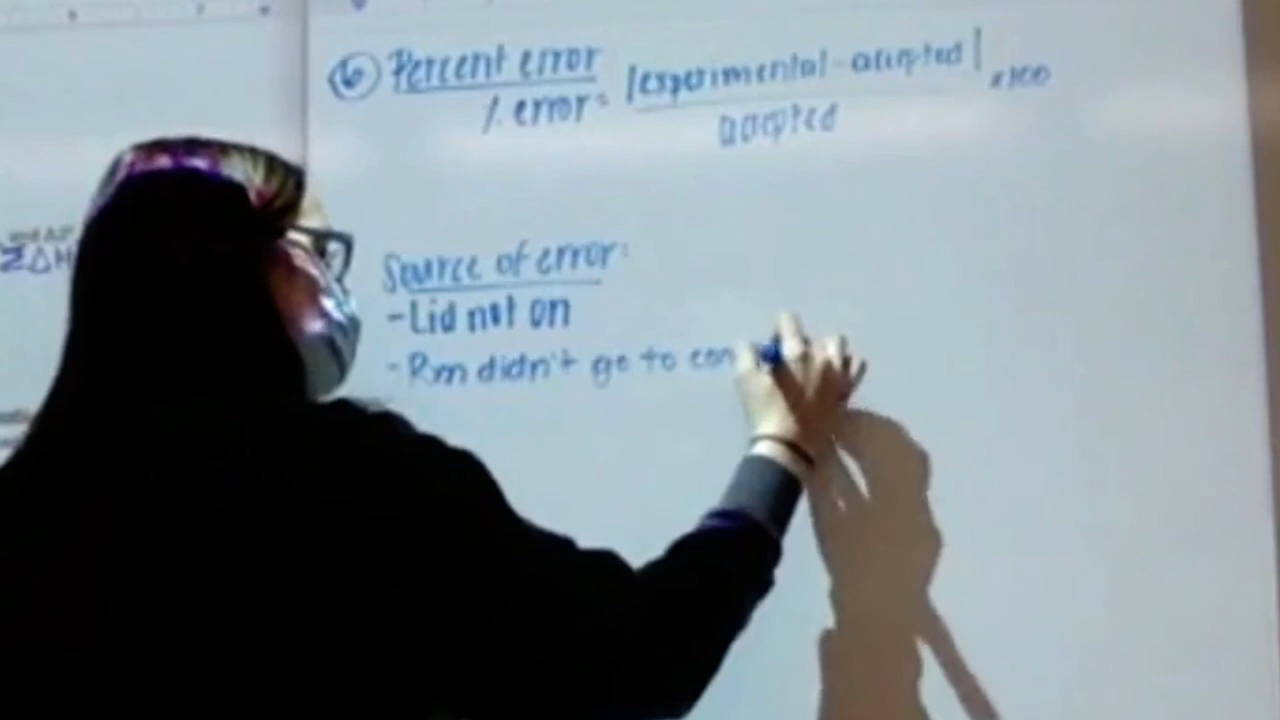 ⑥ Percent error
% error = |experimental - accepted| x100
accepted
Source of error:
- Lid not on
- Rxn didn't go to com
ΣΔH